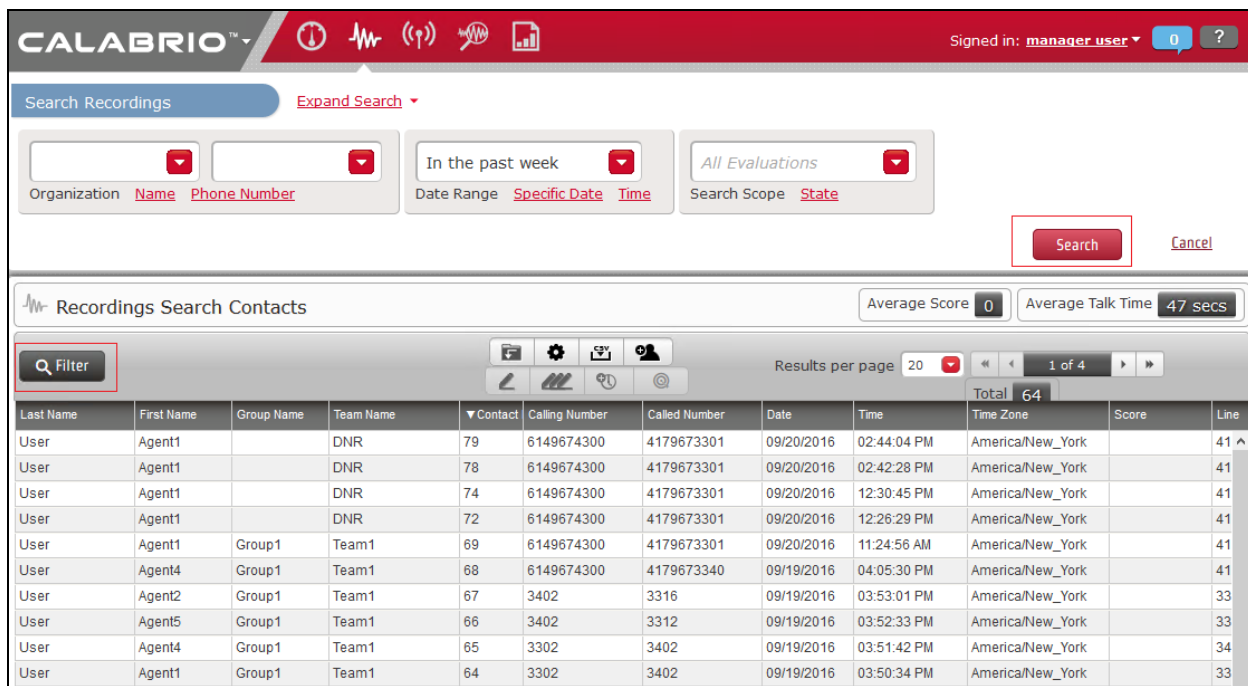 CALABRIO™
Signed in: manager user 0 ?
Search Recordings Expand Search
In the past week All Evaluations
Organization Name Phone Number Date Range Specific Date Time Search Scope State
Search Cancel
Recordings Search Contacts Average Score 0 Average Talk Time 47 secs
Filter CSV Results per page 20 1 of 4
Total 64
Last Name First Name Group Name Team Name ▼Contact Calling Number Called Number Date Time Time Zone Score Line
User Agent1 DNR 79 6149674300 4179673301 09/20/2016 02:44:04 PM America/New_York 41
User Agent1 DNR 78 6149674300 4179673301 09/20/2016 02:42:28 PM America/New_York 41
User Agent1 DNR 74 6149674300 4179673301 09/20/2016 12:30:45 PM America/New_York 41
User Agent1 DNR 72 6149674300 4179673301 09/20/2016 12:26:29 PM America/New_York 41
User Agent1 Group1 Team1 69 6149674300 4179673301 09/20/2016 11:24:56 AM America/New_York 41
User Agent4 Group1 Team1 68 6149674300 4179673340 09/19/2016 04:05:30 PM America/New_York 41
User Agent2 Group1 Team1 67 3402 3316 09/19/2016 03:53:01 PM America/New_York 33
User Agent5 Group1 Team1 66 3402 3312 09/19/2016 03:52:33 PM America/New_York 33
User Agent4 Group1 Team1 65 3302 3402 09/19/2016 03:51:42 PM America/New_York 34
User Agent1 Group1 Team1 64 3302 3402 09/19/2016 03:50:34 PM America/New_York 33